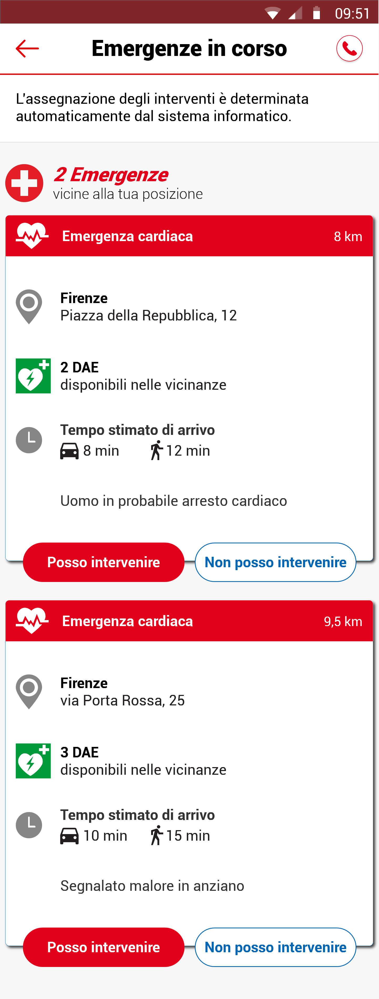 09:51
Emergenze in corso
L'assegnazione degli interventi è determinata
automaticamente dal sistema informatico.
2 Emergenze
vicine alla tua posizione
Emergenza cardiaca 8 km
Firenze
Piazza della Repubblica, 12
2 DAE
disponibili nelle vicinanze
Tempo stimato di arrivo
8 min 12 min
Uomo in probabile arresto cardiaco
Posso intervenire Non posso intervenire
Emergenza cardiaca 9,5 km
Firenze
via Porta Rossa, 25
3 DAE
disponibili nelle vicinanze
Tempo stimato di arrivo
10 min 15 min
Segnalato malore in anziano
Posso intervenire Non posso intervenire